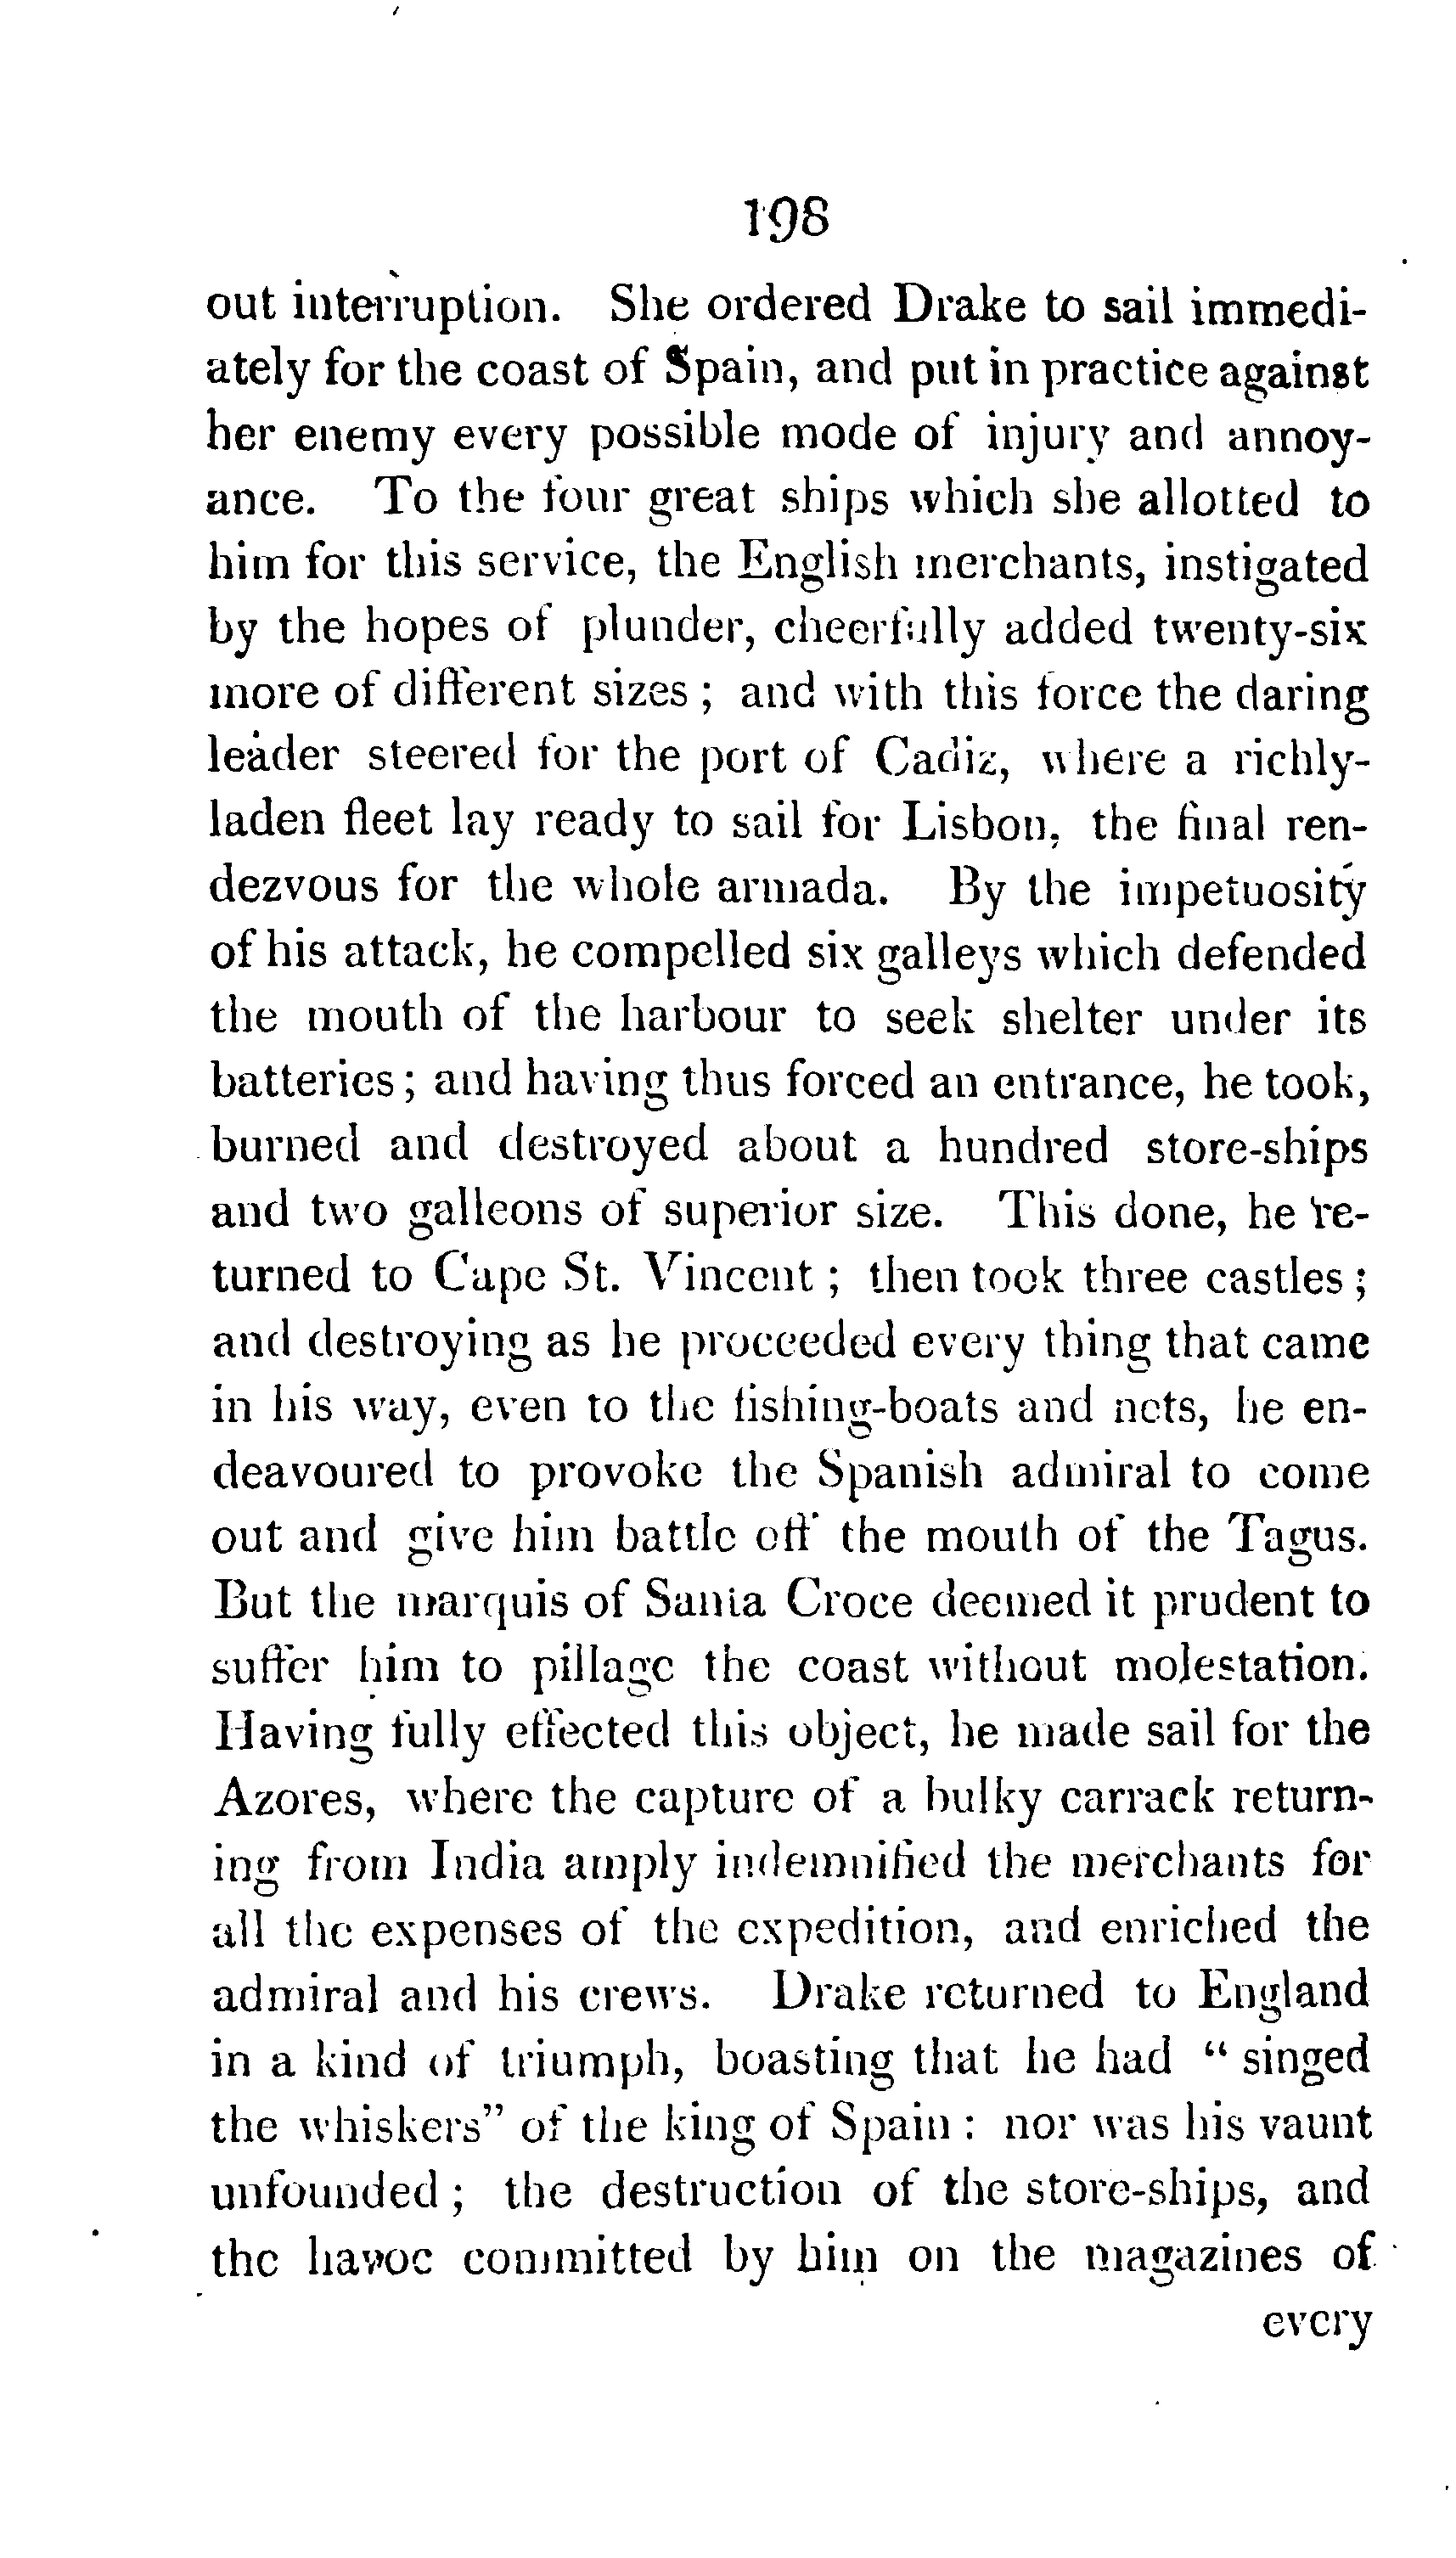 198
out interruption. She ordered Drake to sail immedi-
ately for the coast of Spain, and put in practice against
her enemy every possible mode of injury and annoy-
ance. To the four great ships which she allotted to
him for this service, the English merchants, instigated
by the hopes of plunder, cheerfully added twenty-six
more of different sizes ; and with this force the daring
leader steered for the port of Cadiz, where a richly-
laden fleet lay ready to sail for Lisbon, the final ren-
dezvous for the whole armada. By the impetuosity
of his attack, he compelled six galleys which defended
the mouth of the harbour to seek shelter under its
batteries ; and having thus forced an entrance, he took,
burned and destroyed about a hundred store-ships
and two galleons of superior size. This done, he re-
turned to Cape St. Vincent ; then took three castles ;
and destroying as he proceeded every thing that came
in his way, even to the fishing-boats and nets, he en-
deavoured to provoke the Spanish admiral to come
out and give him battle off the mouth of the Tagus.
But the marquis of Santa Croce deemed it prudent to
suffer him to pillage the coast without molestation.
Having fully effected this object, he made sail for the
Azores, where the capture of a bulky carrack return-
ing from India amply indemnified the merchants for
all the expenses of the expedition, and enriched the
admiral and his crews. Drake returned to England
in a kind of triumph, boasting that he had " singed
the whiskers" of the king of Spain : nor was his vaunt
unfounded ; the destruction of the store-ships, and
the havoc committed by him on the magazines of
every